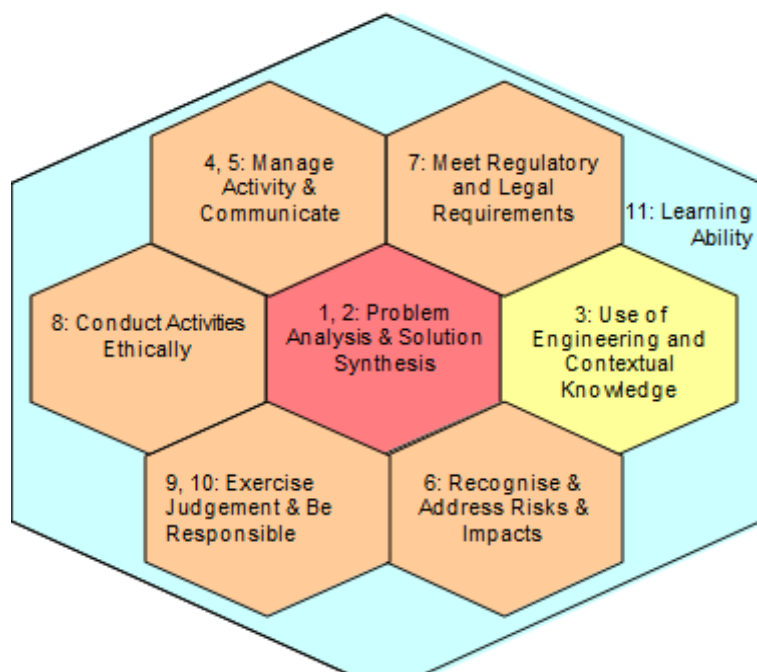 4, 5: Manage
Activity &
Communicate
7: Meet Regulatory
and Legal
Requirements
11: Learning
Ability
8: Conduct Activities
Ethically
1, 2: Problem
Analysis & Solution
Synthesis
3: Use of
Engineering and
Contextual
Knowledge
9, 10: Exercise
Judgement & Be
Responsible
6: Recognise &
Address Risks &
Impacts